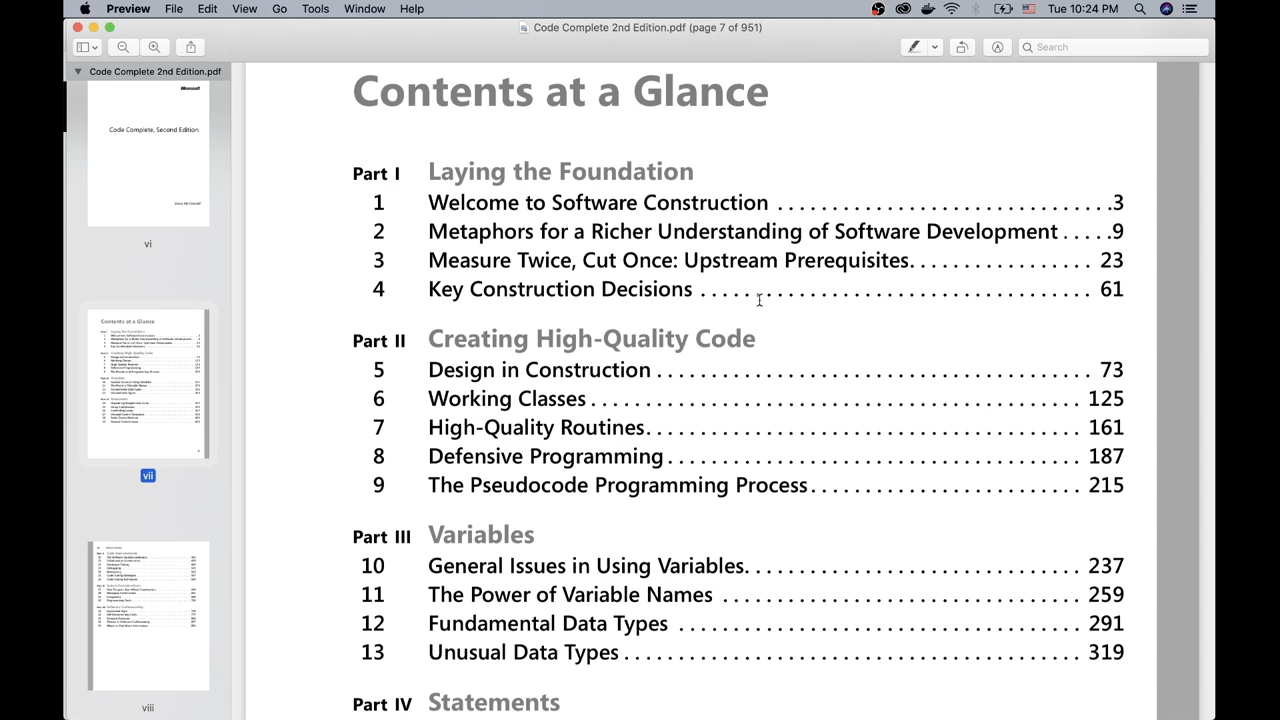 Preview File Edit View Go Tools Window Help Tue 10:24 PM
Code Complete 2nd Edition.pdf (page 7 of 951)
Search
Code Complete 2nd Edition.pdf
Microsoft
Code Complete, Second Edition
vi
Contents at a Glance
vii
viii
Contents at a Glance
Part I Laying the Foundation
1 Welcome to Software Construction . . . . . . . . . . . . . . . . . . . . . . . . . . . . . . .3
2 Metaphors for a Richer Understanding of Software Development . . . . .9
3 Measure Twice, Cut Once: Upstream Prerequisites. . . . . . . . . . . . . . . . . 23
4 Key Construction Decisions . . . . . . . . . . . . . . . . . . . . . . . . . . . . . . . . . . . . 61
Part II Creating High-Quality Code
5 Design in Construction . . . . . . . . . . . . . . . . . . . . . . . . . . . . . . . . . . . . . . . 73
6 Working Classes . . . . . . . . . . . . . . . . . . . . . . . . . . . . . . . . . . . . . . . . . . . . 125
7 High-Quality Routines. . . . . . . . . . . . . . . . . . . . . . . . . . . . . . . . . . . . . . . 161
8 Defensive Programming . . . . . . . . . . . . . . . . . . . . . . . . . . . . . . . . . . . . . 187
9 The Pseudocode Programming Process. . . . . . . . . . . . . . . . . . . . . . . . . 215
Part III Variables
10 General Issues in Using Variables. . . . . . . . . . . . . . . . . . . . . . . . . . . . . . 237
11 The Power of Variable Names . . . . . . . . . . . . . . . . . . . . . . . . . . . . . . . . 259
12 Fundamental Data Types . . . . . . . . . . . . . . . . . . . . . . . . . . . . . . . . . . . . 291
13 Unusual Data Types . . . . . . . . . . . . . . . . . . . . . . . . . . . . . . . . . . . . . . . . . 319
Part IV Statements